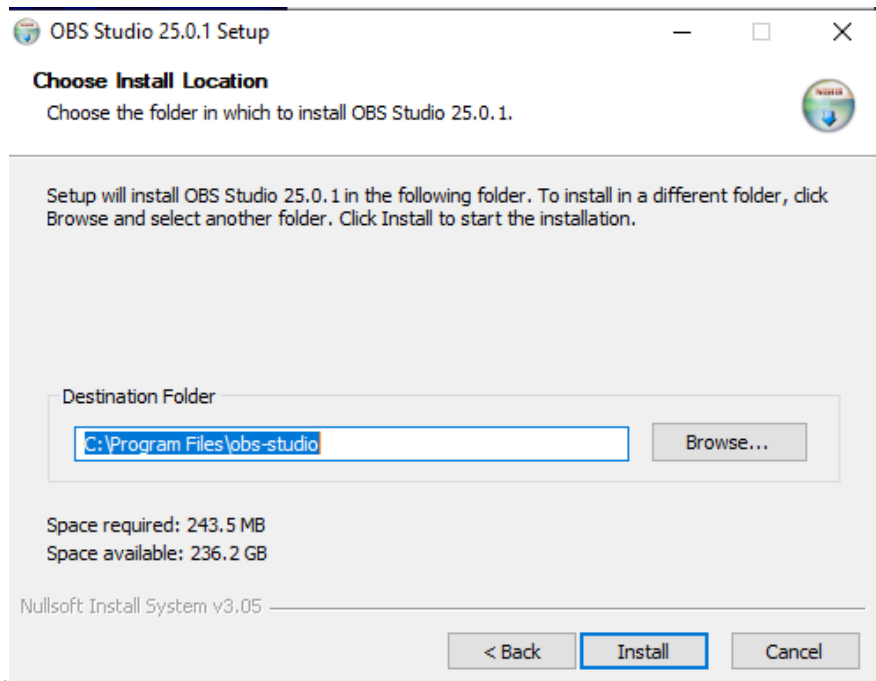 OBS Studio 25.0.1 Setup
Choose Install Location
Choose the folder in which to install OBS Studio 25.0.1.
Setup will install OBS Studio 25.0.1 in the following folder. To install in a different folder, click
Browse and select another folder. Click Install to start the installation.
Destination Folder
C:\Program Files\obs-studio
Browse...
Space required: 243.5 MB
Space available: 236.2 GB
Nullsoft Install System v3.05
< Back
Install
Cancel